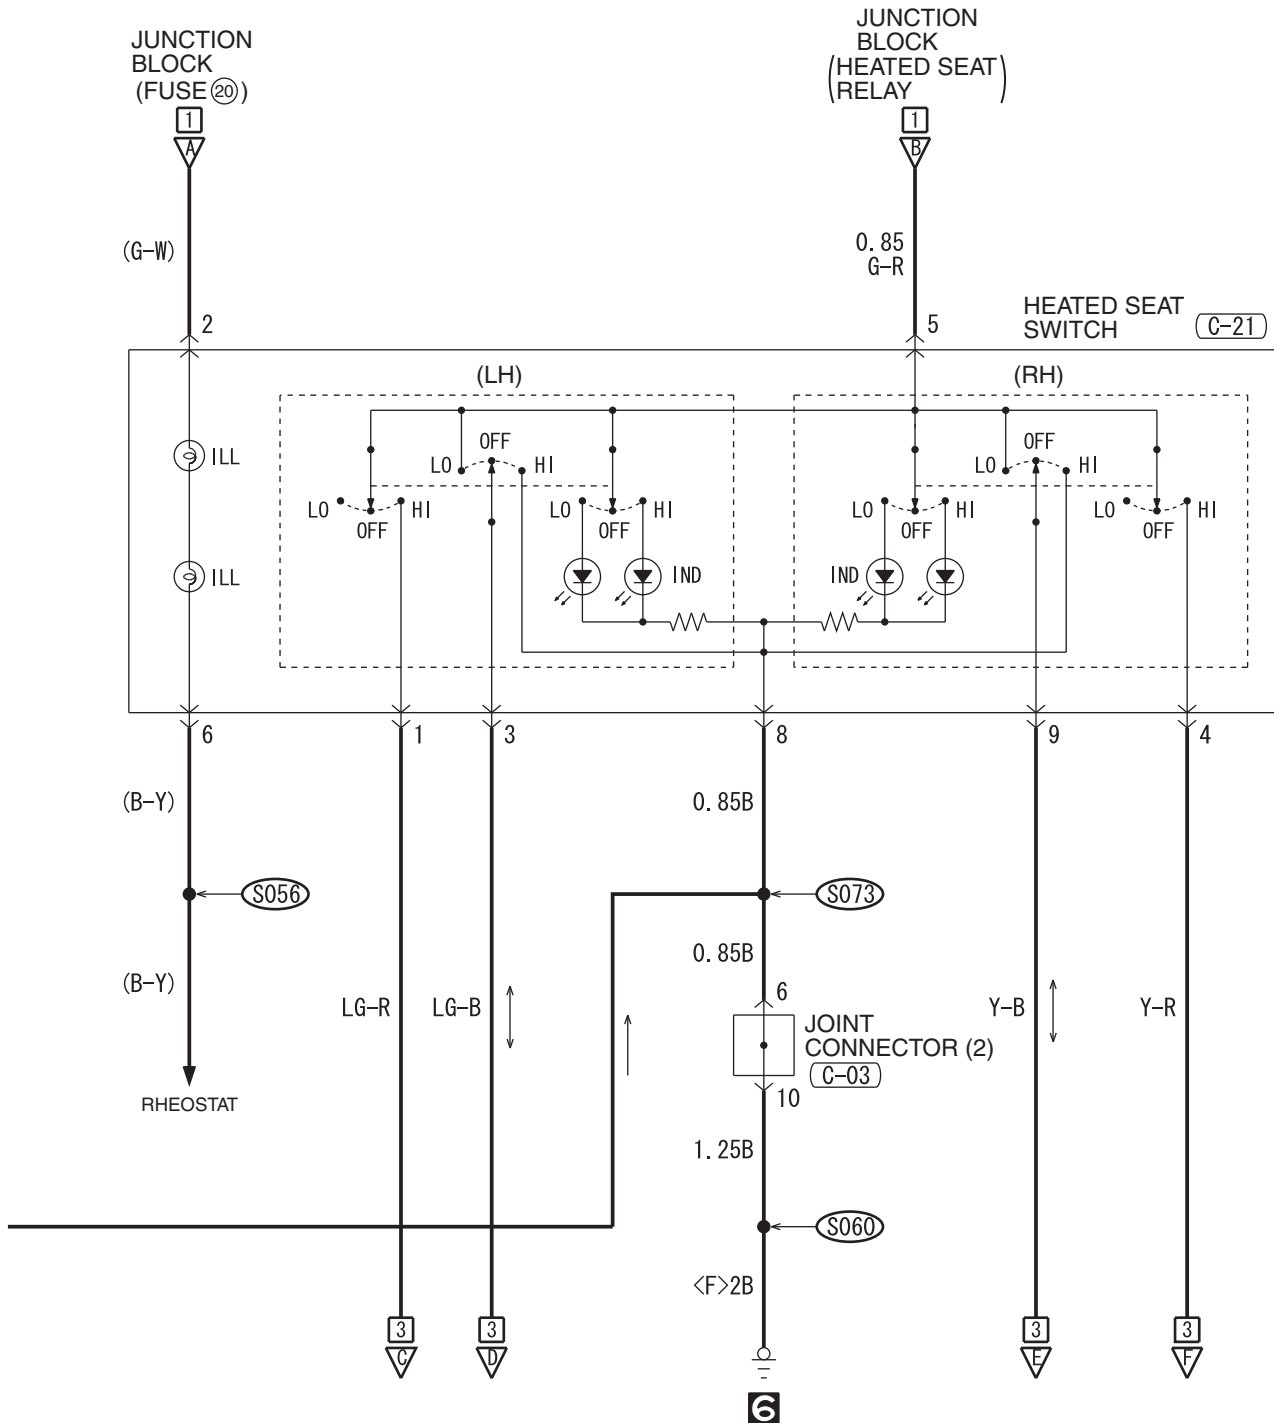 JUNCTION
BLOCK
(FUSE⑳)
1
A
JUNCTION
BLOCK
(HEATED SEAT
RELAY)
1
B
(G-W)
0.85
G-R
2
5
HEATED SEAT
SWITCH
C-21
(LH)
(RH)
ILL
LO OFF HI
LO OFF HI
LO OFF HI
LO OFF HI
LO OFF HI
LO OFF HI
ILL
IND
IND
6
1
3
8
9
4
(B-Y)
0.85B
S056
S073
0.85B
(B-Y)
LG-R
LG-B
6
JOINT
CONNECTOR (2)
C-03
10
Y-B
Y-R
RHEOSTAT
1.25B
S060
<F>2B
3
C
3
D
3
E
3
F
6